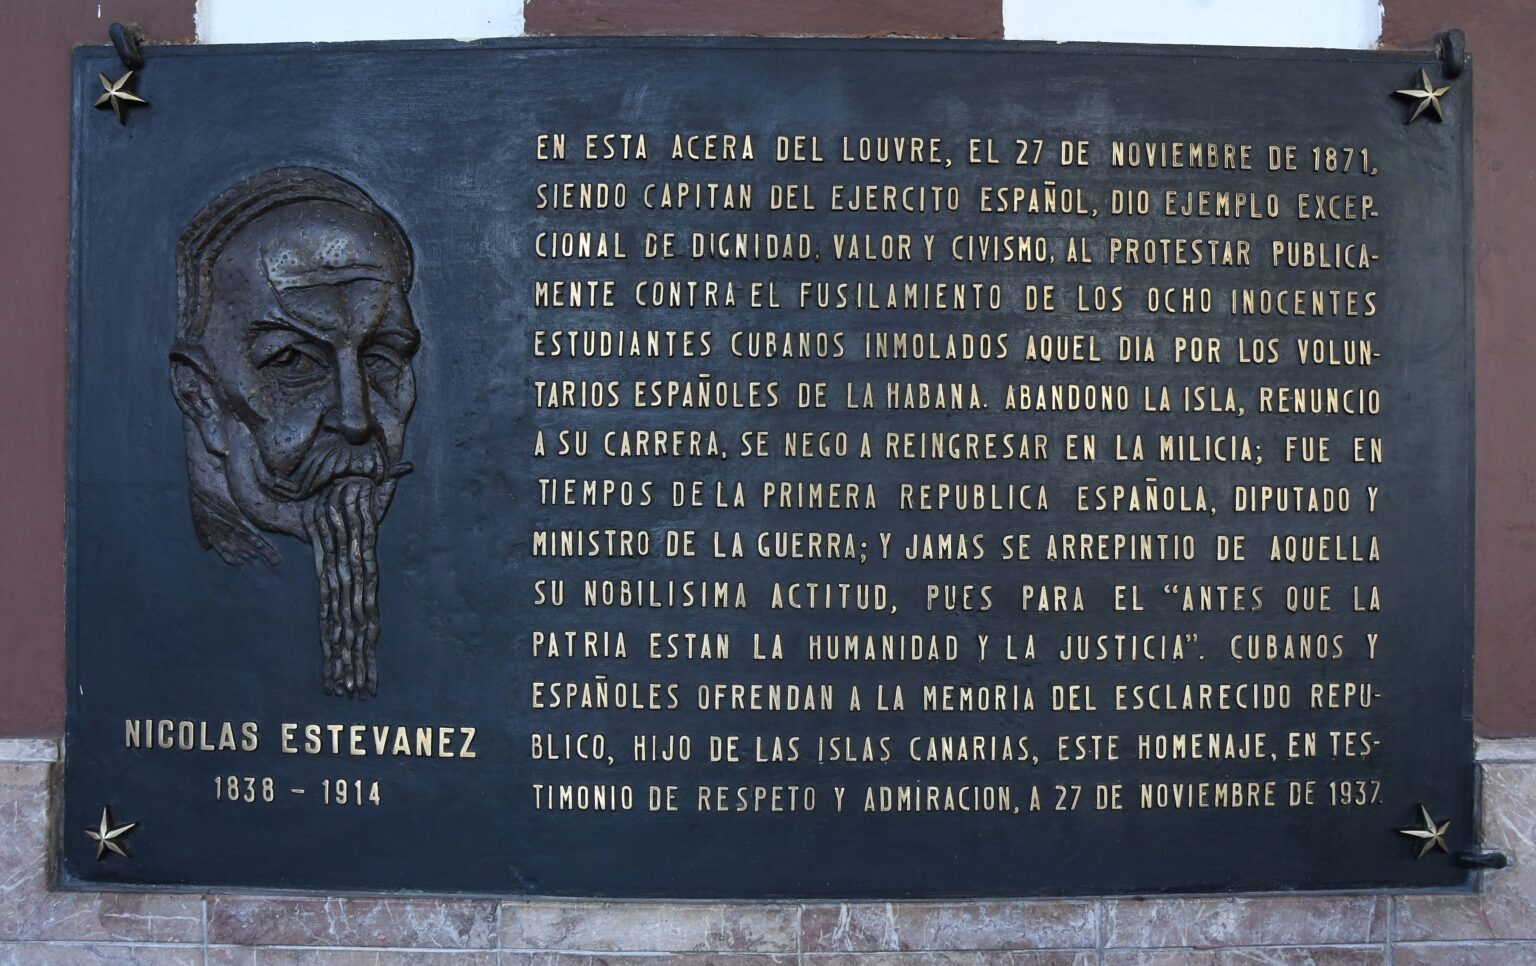 EN ESTA ACERA DEL LOUVRE, EL 27 DE NOVIEMBRE DE 1871,
SIENDO CAPITAN DEL EJERCITO ESPAÑOL, DIO EJEMPLO EXCEP-
CIONAL DE DIGNIDAD, VALOR Y CIVISMO, AL PROTESTAR PUBLICA-
MENTE CONTRA EL FUSILAMIENTO DE LOS OCHO INOCENTES
ESTUDIANTES CUBANOS INMOLADOS AQUEL DIA POR LOS VOLUN-
TARIOS ESPAÑOLES DE LA HABANA. ABANDONO LA ISLA, RENUNCIO
A SU CARRERA, SE NEGO A REINGRESAR EN LA MILICIA; FUE EN
TIEMPOS DE LA PRIMERA REPUBLICA ESPAÑOLA, DIPUTADO Y
MINISTRO DE LA GUERRA; Y JAMAS SE ARREPINTIO DE AQUELLA
SU NOBILISIMA ACTITUD, PUES PARA EL “ANTES QUE LA
PATRIA ESTAN LA HUMANIDAD Y LA JUSTICIA”. CUBANOS Y
ESPAÑOLES OFRENDAN A LA MEMORIA DEL ESCLARECIDO REPU-
BLICO, HIJO DE LAS ISLAS CANARIAS, ESTE HOMENAJE, EN TES-
TIMONIO DE RESPETO Y ADMIRACION, A 27 DE NOVIEMBRE DE 1937.
NICOLAS ESTEVANEZ
1838 - 1914